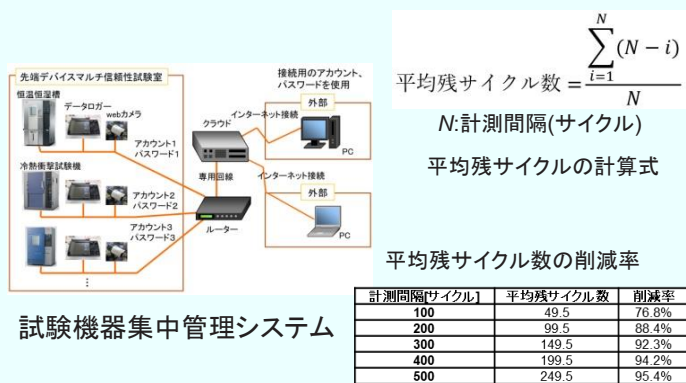 先端デバイスマルチ信頼性試験室
恒温恒湿槽
データロガー
webカメラ
アカウント1
パスワード1
冷熱衝撃試験機
アカウント2
パスワード2
アカウント3
パスワード3
⋮
クラウド
専用回線
ルーター
接続用のアカウント、
パスワードを使用
外部
インターネット接続
PC
インターネット接続
外部
PC
試験機器集中管理システム
平均残サイクル数 = \frac{\sum_{i=1}^{N}(N-i)}{N}
N:計測間隔(サイクル)
平均残サイクルの計算式
平均残サイクル数の削減率
計測間隔[サイクル] 平均残サイクル数 削減率
100 49.5 76.8%
200 99.5 88.4%
300 149.5 92.3%
400 199.5 94.2%
500 249.5 95.4%